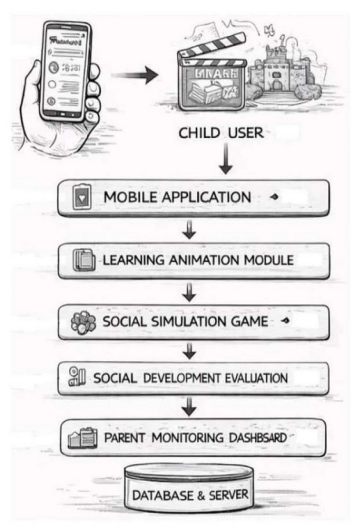 CHILD USER
MOBILE APPLICATION
LEARNING ANIMATION MODULE
SOCIAL SIMULATION GAME
SOCIAL DEVELOPMENT EVALUATION
PARENT MONITORING DASHBSARD
DATABASE & SERVER